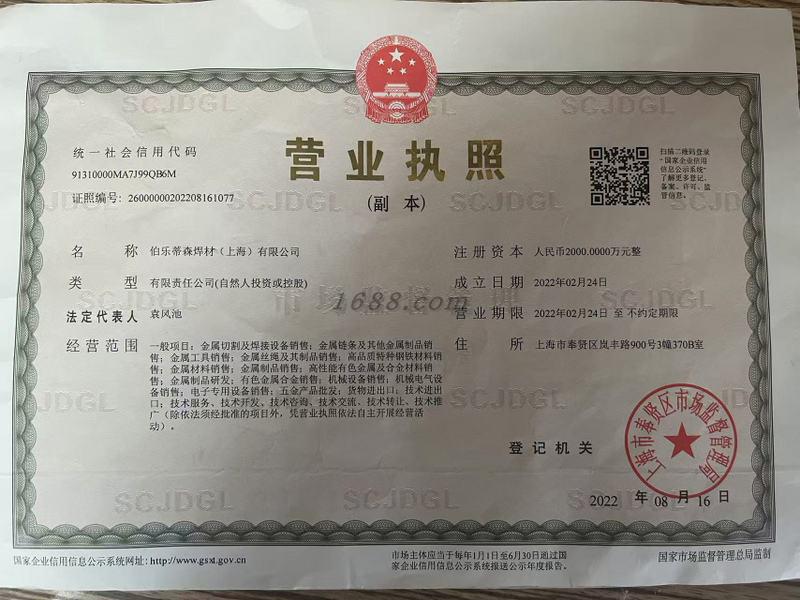 SCJDGL SCJDGL SCJDGL
统一社会信用代码
91310000MA7J99QB6M
证照编号: 26000000202208161077
营业执照
(副 本)
扫描二维码登录
“国家企业信用
信息公示系统”
了解更多登记、
备案、许可、监
管信息。
名 称 伯乐蒂森焊材(上海)有限公司
类 型 有限责任公司(自然人投资或控股)
法定代表人 袁风池
经营范围 一般项目:金属切割及焊接设备销售;金属链条及其他金属制品销
售;金属工具销售;金属丝绳及其制品销售;高品质特种钢铁材料销
售;金属材料销售;金属制品销售;高性能有色金属及合金材料销
售;金属制品研发;有色金属合金销售;机械设备销售;机械电气设
备销售;电子专用设备销售;五金产品批发;货物进出口;技术进出
口;技术服务、技术开发、技术咨询、技术交流、技术转让、技术推
广(除依法须经批准的项目外,凭营业执照依法自主开展经营活
动)。
注册资本 人民币2000.0000万元整
成立日期 2022年02月24日
营业期限 2022年02月24日 至 不约定期限
住 所 上海市奉贤区岚丰路900号3幢370B室
1688.com
市场监督管理
登记机关
上海市奉贤区市场监督管理局
2022 年 08 月 16 日
SCJDGL SCJDGL SCJDGL
国家企业信用信息公示系统网址: http://www.gsxt.gov.cn
市场主体应当于每年1月1日至6月30日通过国
家企业信用信息公示系统报送公示年度报告。
国家市场监督管理总局监制